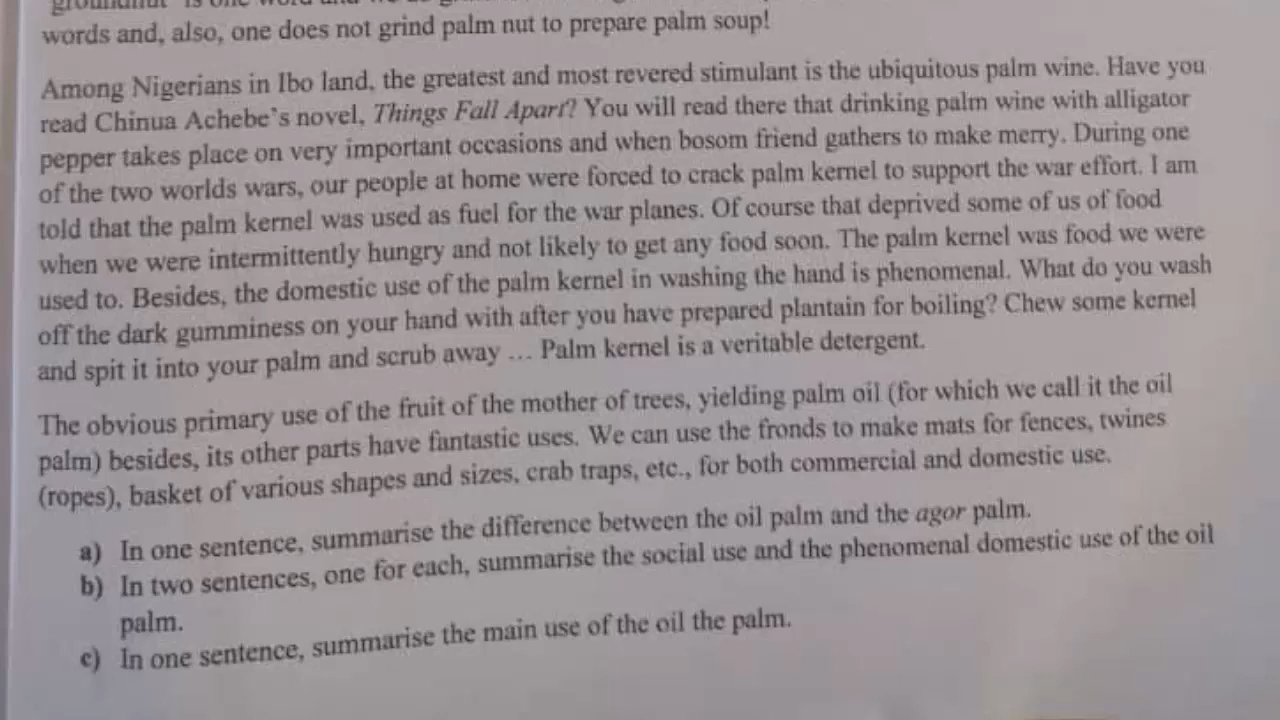 words and, also, one does not grind palm nut to prepare palm soup!
Among Nigerians in Ibo land, the greatest and most revered stimulant is the ubiquitous palm wine. Have you
read Chinua Achebe's novel, Things Fall Apart? You will read there that drinking palm wine with alligator
pepper takes place on very important occasions and when bosom friend gathers to make merry. During one
of the two worlds wars, our people at home were forced to crack palm kernel to support the war effort. I am
told that the palm kernel was used as fuel for the war planes. Of course that deprived some of us of food
when we were intermittently hungry and not likely to get any food soon. The palm kernel was food we were
used to. Besides, the domestic use of the palm kernel in washing the hand is phenomenal. What do you wash
off the dark gumminess on your hand with after you have prepared plantain for boiling? Chew some kernel
and spit it into your palm and scrub away ... Palm kernel is a veritable detergent.
The obvious primary use of the fruit of the mother of trees, yielding palm oil (for which we call it the oil
palm) besides, its other parts have fantastic uses. We can use the fronds to make mats for fences, twines
(ropes), basket of various shapes and sizes, crab traps, etc., for both commercial and domestic use.
a) In one sentence, summarise the difference between the oil palm and the agor palm.
b) In two sentences, one for each, summarise the social use and the phenomenal domestic use of the oil
palm.
c) In one sentence, summarise the main use of the oil the palm.